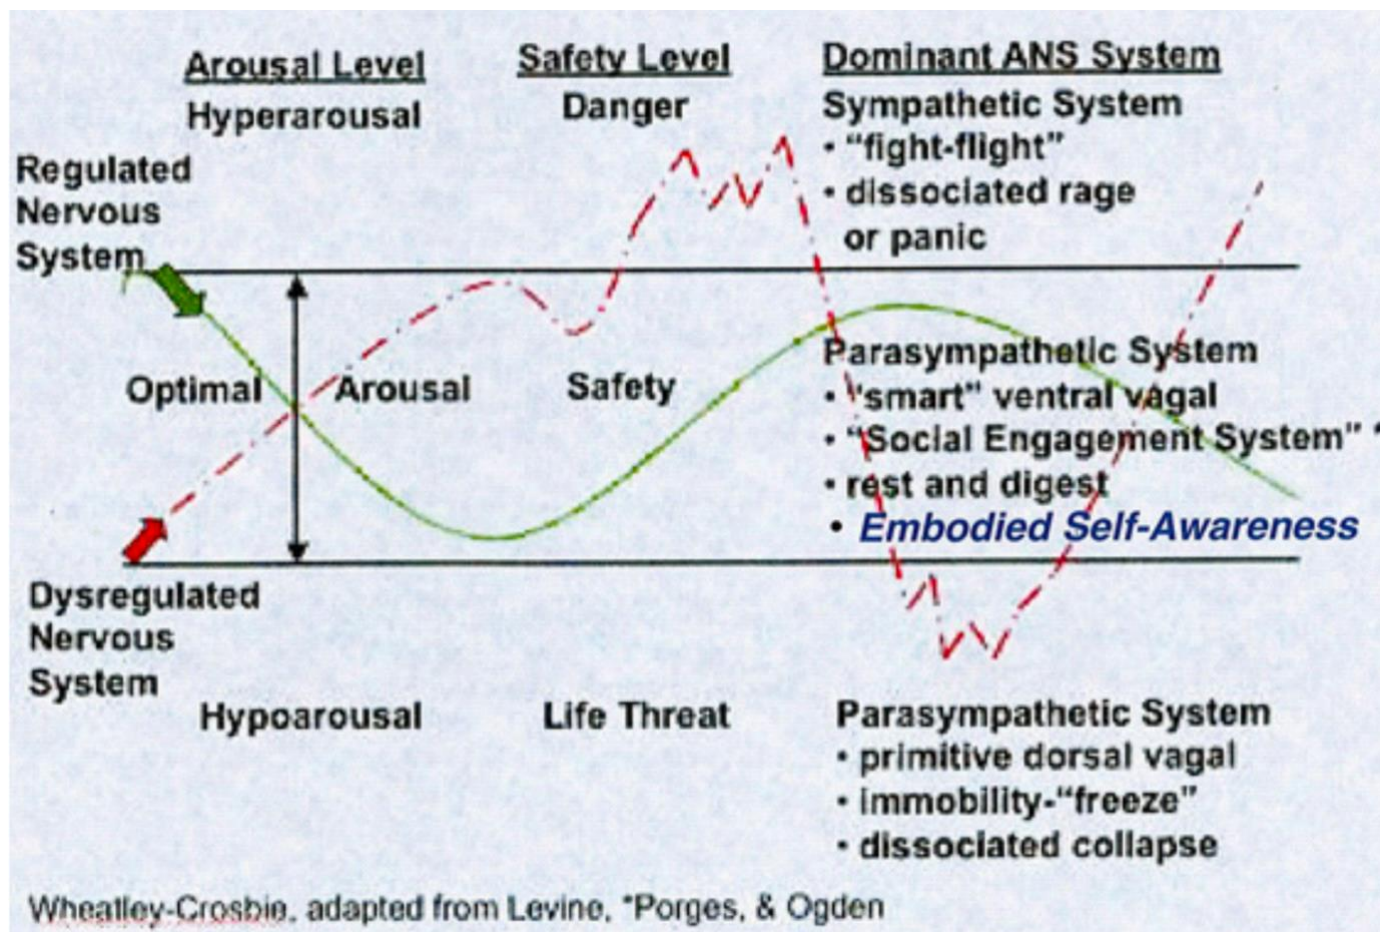 Arousal Level
Hyperarousal
Safety Level
Danger
Dominant ANS System
Sympathetic System
• “fight-flight”
• dissociated rage
or panic
Regulated
Nervous
System
Optimal
Arousal
Safety
Parasympathetic System
• “smart” ventral vagal
• “Social Engagement System” *
• rest and digest
• Embodied Self-Awareness
Dysregulated
Nervous
System
Hypoarousal
Life Threat
Parasympathetic System
• primitive dorsal vagal
• immobility-“freeze”
• dissociated collapse
Wheatley-Crosbie, adapted from Levine, *Porges, & Ogden